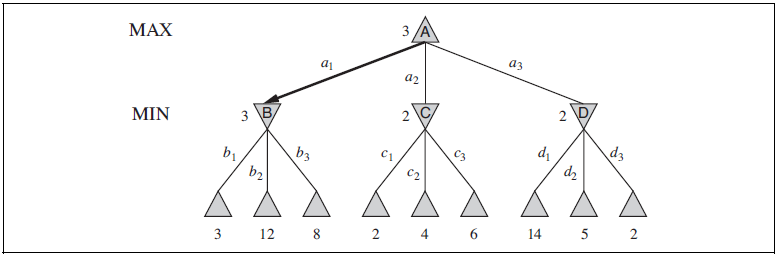 MAX 3 A
a1 a2 a3
MIN 3 B 2 C 2 D
b1 b2 b3 c1 c2 c3 d1 d2 d3
3 12 8 2 4 6 14 5 2